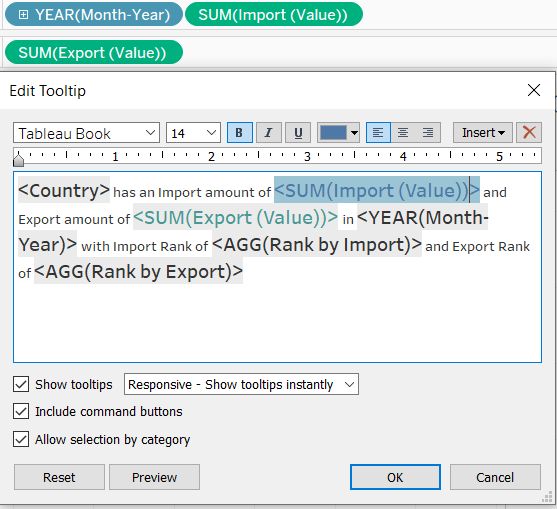 YEAR(Month-Year) SUM(Import (Value))
SUM(Export (Value))
Edit Tooltip
Tableau Book 14 B I U Insert
1 2 3 4 5
<Country> has an Import amount of <SUM(Import (Value))> and
Export amount of <SUM(Export (Value))> in <YEAR(Month-
Year)> with Import Rank of <AGG(Rank by Import)> and Export Rank
of <AGG(Rank by Export)>
Show tooltips Responsive - Show tooltips instantly
Include command buttons
Allow selection by category
Reset Preview OK Cancel